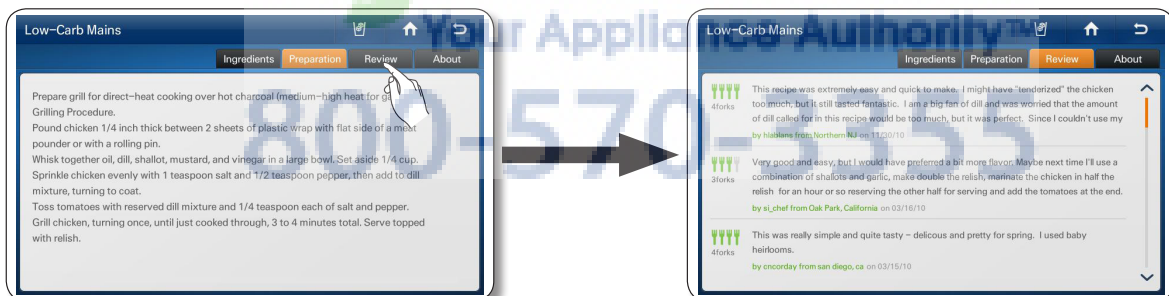 Your Appliance Authority™
800-570-3355
Low-Carb Mains
Ingredients Preparation Review About
Prepare grill for direct-heat cooking over hot charcoal (medium-high heat for
Grilling Procedure.
Pound chicken 1/4 inch thick between 2 sheets of plastic wrap with flat side of a meat
pounder or with a rolling pin.
Whisk together oil, dill, shallot, mustard, and vinegar in a large bowl. Set aside 1/4 cup.
Sprinkle chicken evenly with 1 teaspoon salt and 1/2 teaspoon pepper, then add to dill
mixture, turning to coat.
Toss tomatoes with reserved dill mixture and 1/4 teaspoon each of salt and pepper.
Grill chicken, turning once, until just cooked through, 3 to 4 minutes total. Serve topped
with relish.
Low-Carb Mains
Ingredients Preparation Review About
4forks
This recipe was extremely easy and quick to make. I might have "tenderized" the chicken
too much, but it still tasted fantastic. I am a big fan of dill and was worried that the amount
of dill called for in this recipe would be too much, but it was perfect. Since I couldn't use my
by hlablans from Northern NJ on 11/30/10
3forks
Very good and easy, but I would have preferred a bit more flavor. Maybe next time I'll use a
combination of shallots and garlic, make double the relish, marinate the chicken in half the
relish for an hour or so reserving the other half for serving and add the tomatoes at the end.
by si_chef from Oak Park, California on 03/16/10
4forks
This was really simple and quite tasty - delicous and pretty for spring. I used baby
heirlooms.
by cncorday from san diego, ca on 03/15/10